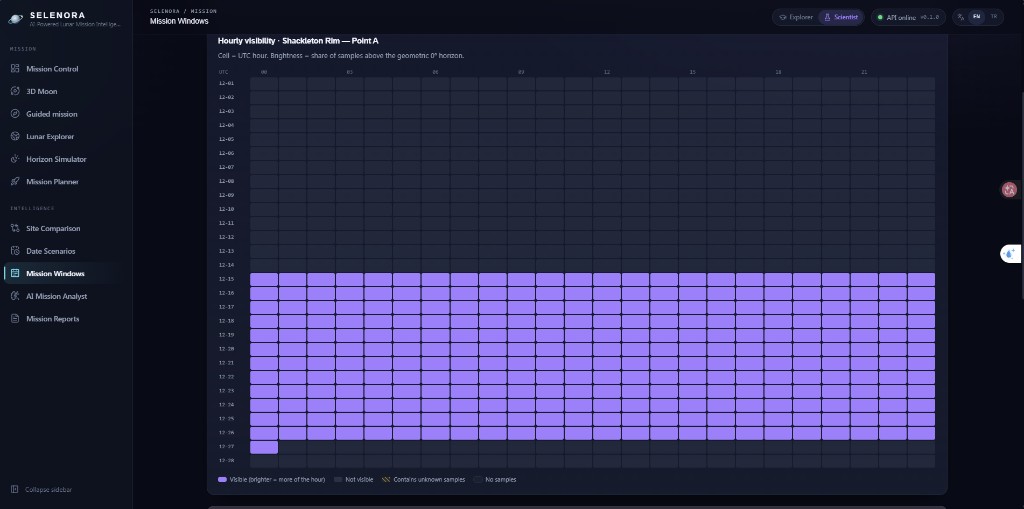 SELENORA
AI-Powered Lunar Mission Intellige...
MISSION
Mission Control
3D Moon
Guided mission
Lunar Explorer
Horizon Simulator
Mission Planner
INTELLIGENCE
Site Comparison
Date Scenarios
Mission Windows
AI Mission Analyst
Mission Reports
Collapse sidebar
SELENORA / MISSION
Mission Windows
Explorer
Scientist
API online v0.1.0
EN
TR
Hourly visibility · Shackleton Rim — Point A
Cell = UTC hour. Brightness = share of samples above the geometric 0° horizon.
UTC 00 03 06 09 12 15 18 21
12-01
12-02
12-03
12-04
12-05
12-06
12-07
12-08
12-09
12-10
12-11
12-12
12-13
12-14
12-15
12-16
12-17
12-18
12-19
12-20
12-21
12-22
12-23
12-24
12-25
12-26
12-27
12-28
Visible (brighter = more of the hour)
Not visible
Contains unknown samples
No samples